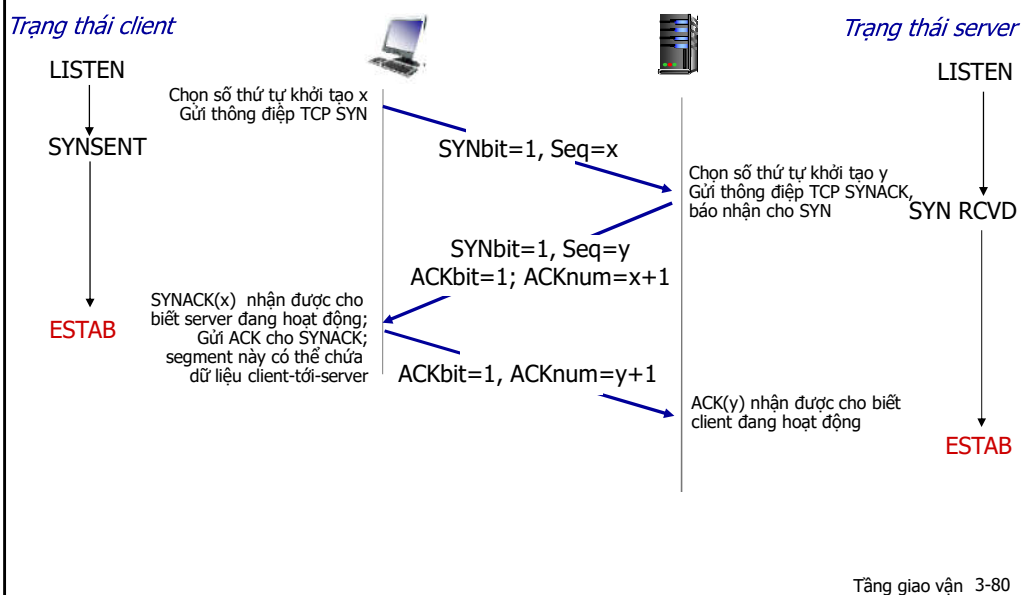 Trạng thái client
Trạng thái server
LISTEN
LISTEN
Chọn số thứ tự khởi tạo x
Gửi thông điệp TCP SYN
SYNSENT
SYNbit=1, Seq=x
Chọn số thứ tự khởi tạo y
Gửi thông điệp TCP SYNACK,
báo nhận cho SYN
SYN RCVD
SYNbit=1, Seq=y
ACKbit=1; ACKnum=x+1
SYNACK(x) nhận được cho
biết server đang hoạt động;
Gửi ACK cho SYNACK;
segment này có thể chứa
dữ liệu client-tới-server
ESTAB
ACKbit=1, ACKnum=y+1
ACK(y) nhận được cho biết
client đang hoạt động
ESTAB
Tầng giao vận 3-80